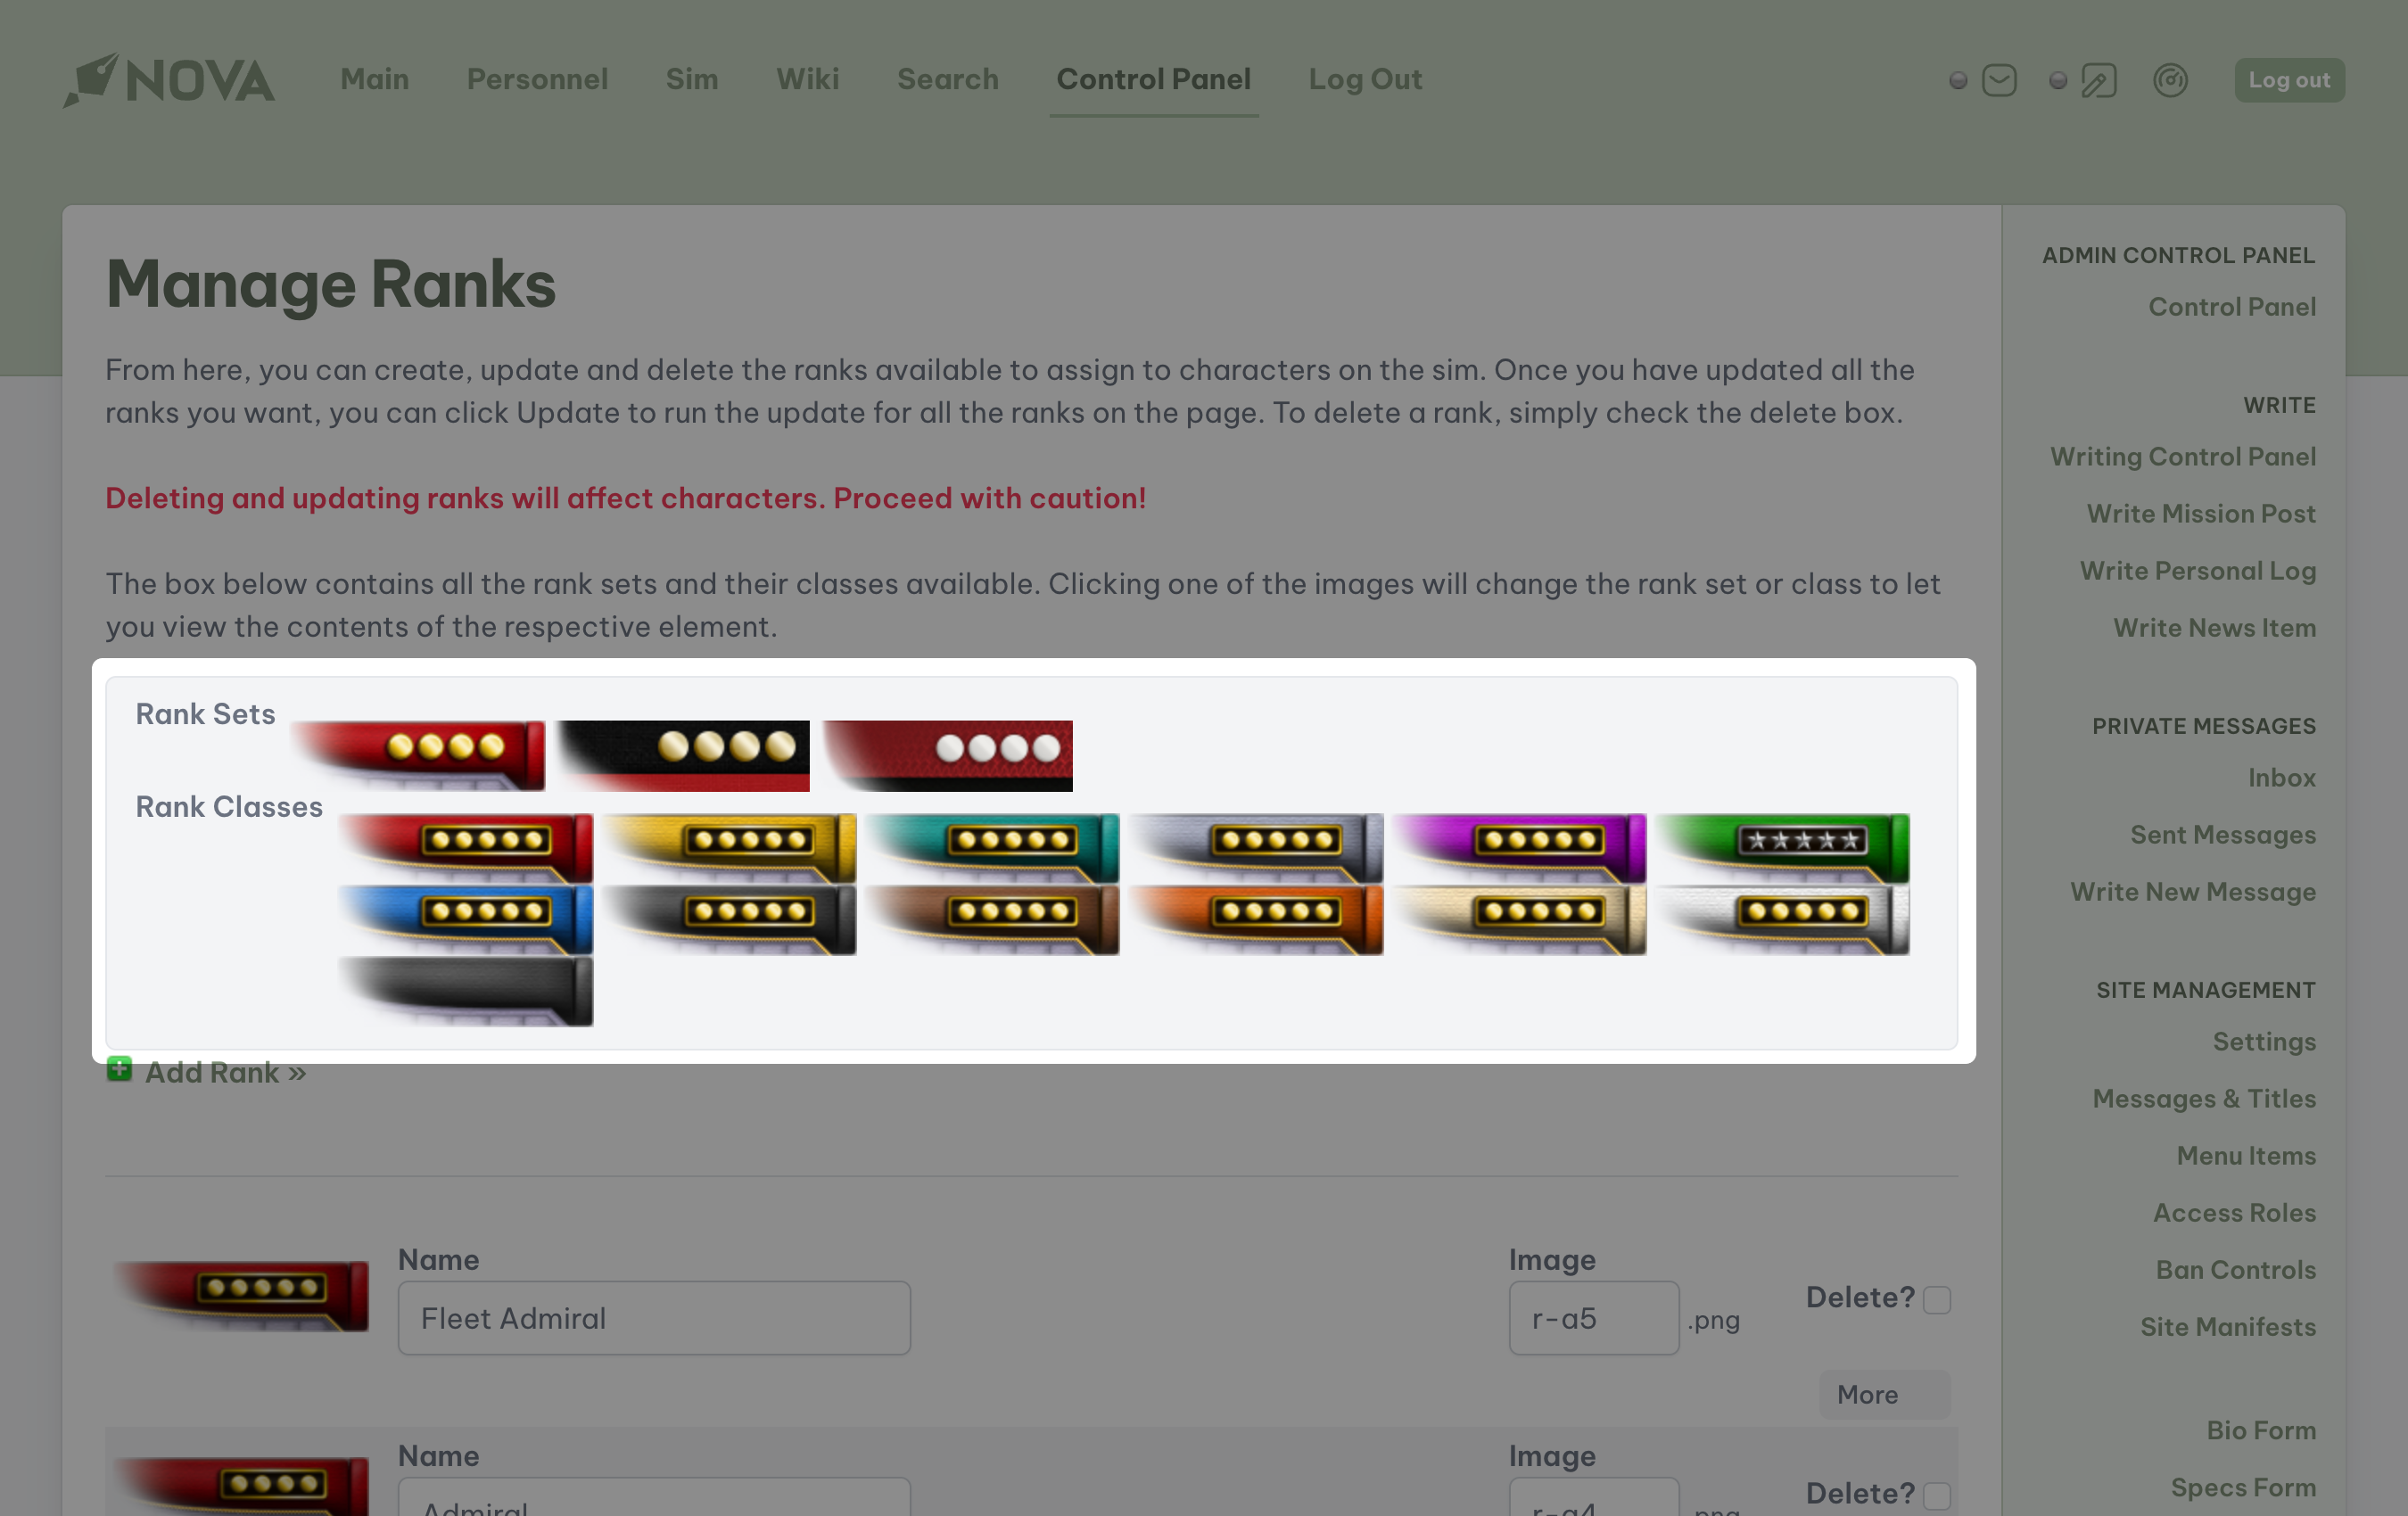 NOVA
Main Personnel Sim Wiki Search Control Panel Log Out
Log out
Manage Ranks
From here, you can create, update and delete the ranks available to assign to characters on the sim. Once you have updated all the
ranks you want, you can click Update to run the update for all the ranks on the page. To delete a rank, simply check the delete box.
Deleting and updating ranks will affect characters. Proceed with caution!
The box below contains all the rank sets and their classes available. Clicking one of the images will change the rank set or class to let
you view the contents of the respective element.
Rank Sets
Rank Classes
Add Rank »
Name
Fleet Admiral
Image
r-a5 .png
Delete?
More
Name
Admiral
Image
r-a4 .png
Delete?
ADMIN CONTROL PANEL
Control Panel
WRITE
Writing Control Panel
Write Mission Post
Write Personal Log
Write News Item
PRIVATE MESSAGES
Inbox
Sent Messages
Write New Message
SITE MANAGEMENT
Settings
Messages & Titles
Menu Items
Access Roles
Ban Controls
Site Manifests
Bio Form
Specs Form